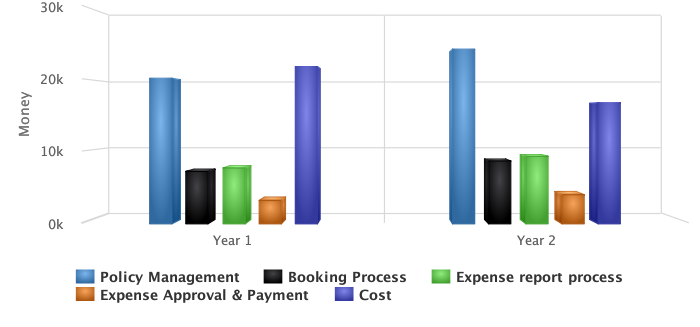 30k
20k
10k
0k
Money
Year 1
Year 2
Policy Management
Booking Process
Expense report process
Expense Approval & Payment
Cost